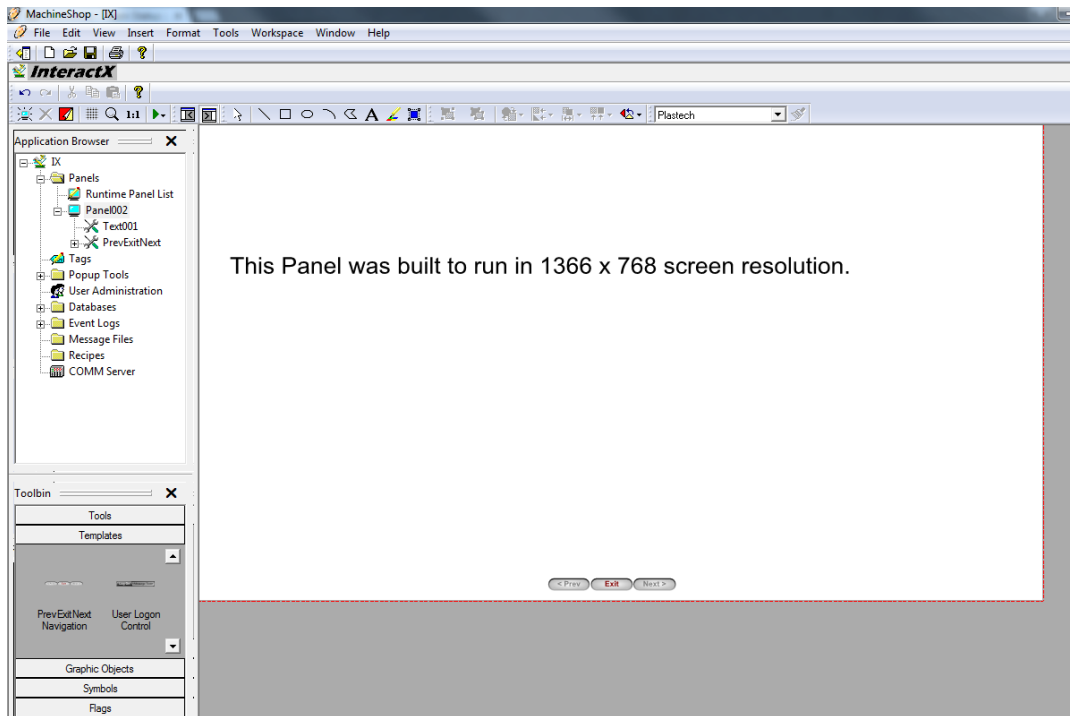 MachineShop - [IX]
File Edit View Insert Format Tools Workspace Window Help
InteractX
1:1 A Plastech
Application Browser
IX
Panels
Runtime Panel List
Panel002
Text001
PrevExitNext
Tags
Popup Tools
User Administration
Databases
Event Logs
Message Files
Recipes
COMM Server
This Panel was built to run in 1366 x 768 screen resolution.
< Prev Exit Next >
Toolbin
Tools
Templates
PrevExitNext User Logon
Navigation Control
Graphic Objects
Symbols
Flags